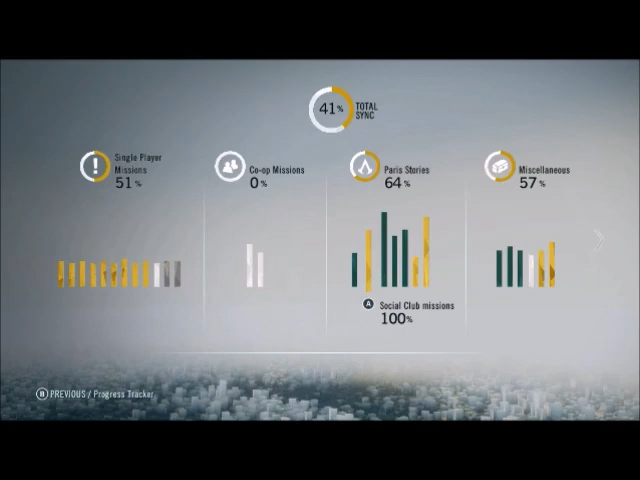 41%
TOTAL
SYNC
Single Player
Missions
51%
Co-op Missions
0%
Paris Stories
64%
Miscellaneous
57%
A Social Club missions
100%
B PREVIOUS / Progress Tracker